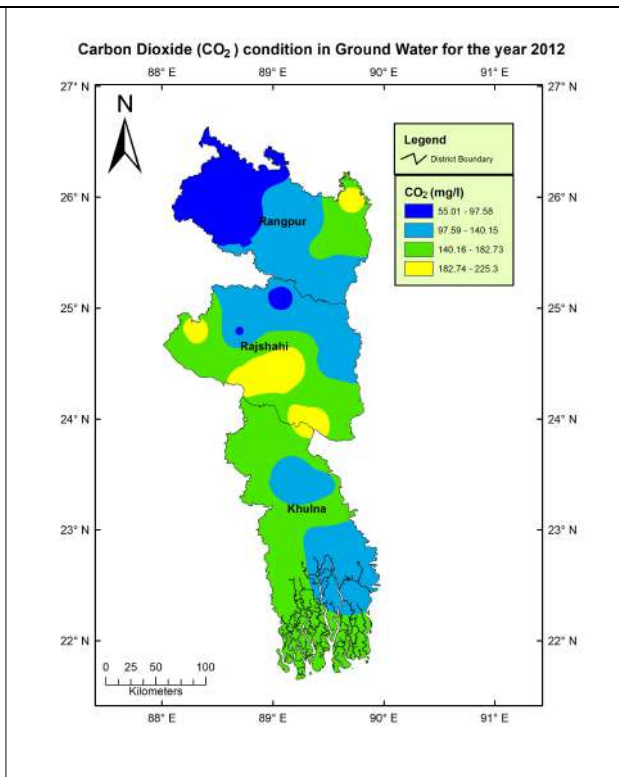 Carbon Dioxide (CO₂) condition in Ground Water for the year 2012
88° E 89° E 90° E 91° E
27° N 27° N
N
Legend
District Boundary
CO₂ (mg/l)
55.01 - 97.58
97.59 - 140.15
140.16 - 182.73
182.74 - 225.3
26° N 26° N
Rangpur
25° N 25° N
Rajshahi
24° N 24° N
23° N 23° N
Khulna
22° N 22° N
0 25 50 100
Kilometers
88° E 89° E 90° E 91° E